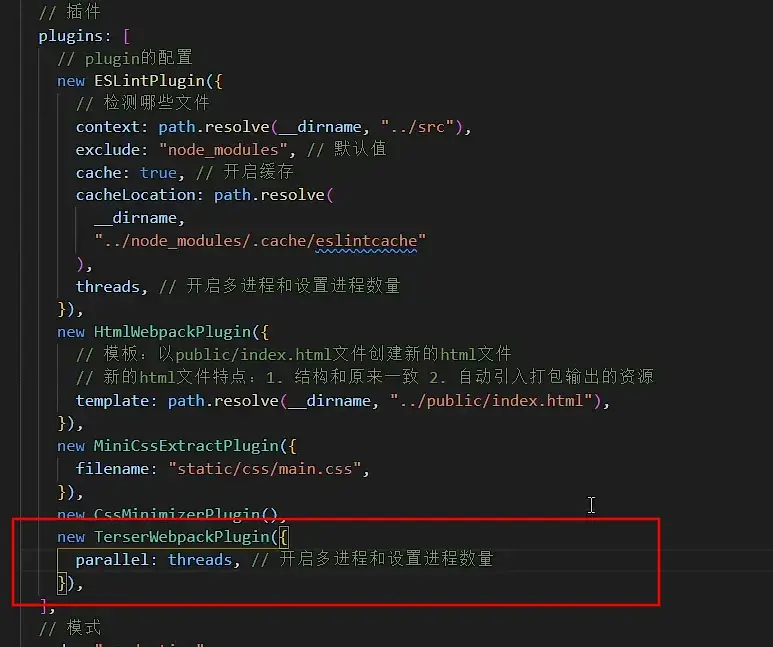 // 插件
plugins: [
// plugin的配置
new ESLintPlugin({
// 检测哪些文件
context: path.resolve(__dirname, "../src"),
exclude: "node_modules", // 默认值
cache: true, // 开启缓存
cacheLocation: path.resolve(
__dirname,
"../node_modules/.cache/eslintcache"
),
threads, // 开启多进程和设置进程数量
}),
new HtmlWebpackPlugin({
// 模板：以public/index.html文件创建新的html文件
// 新的html文件特点：1. 结构和原来一致 2. 自动引入打包输出的资源
template: path.resolve(__dirname, "../public/index.html"),
}),
new MiniCssExtractPlugin({
filename: "static/css/main.css",
}),
new CssMinimizerPlugin(),
new TerserWebpackPlugin({
parallel: threads, // 开启多进程和设置进程数量
}),
],
// 模式